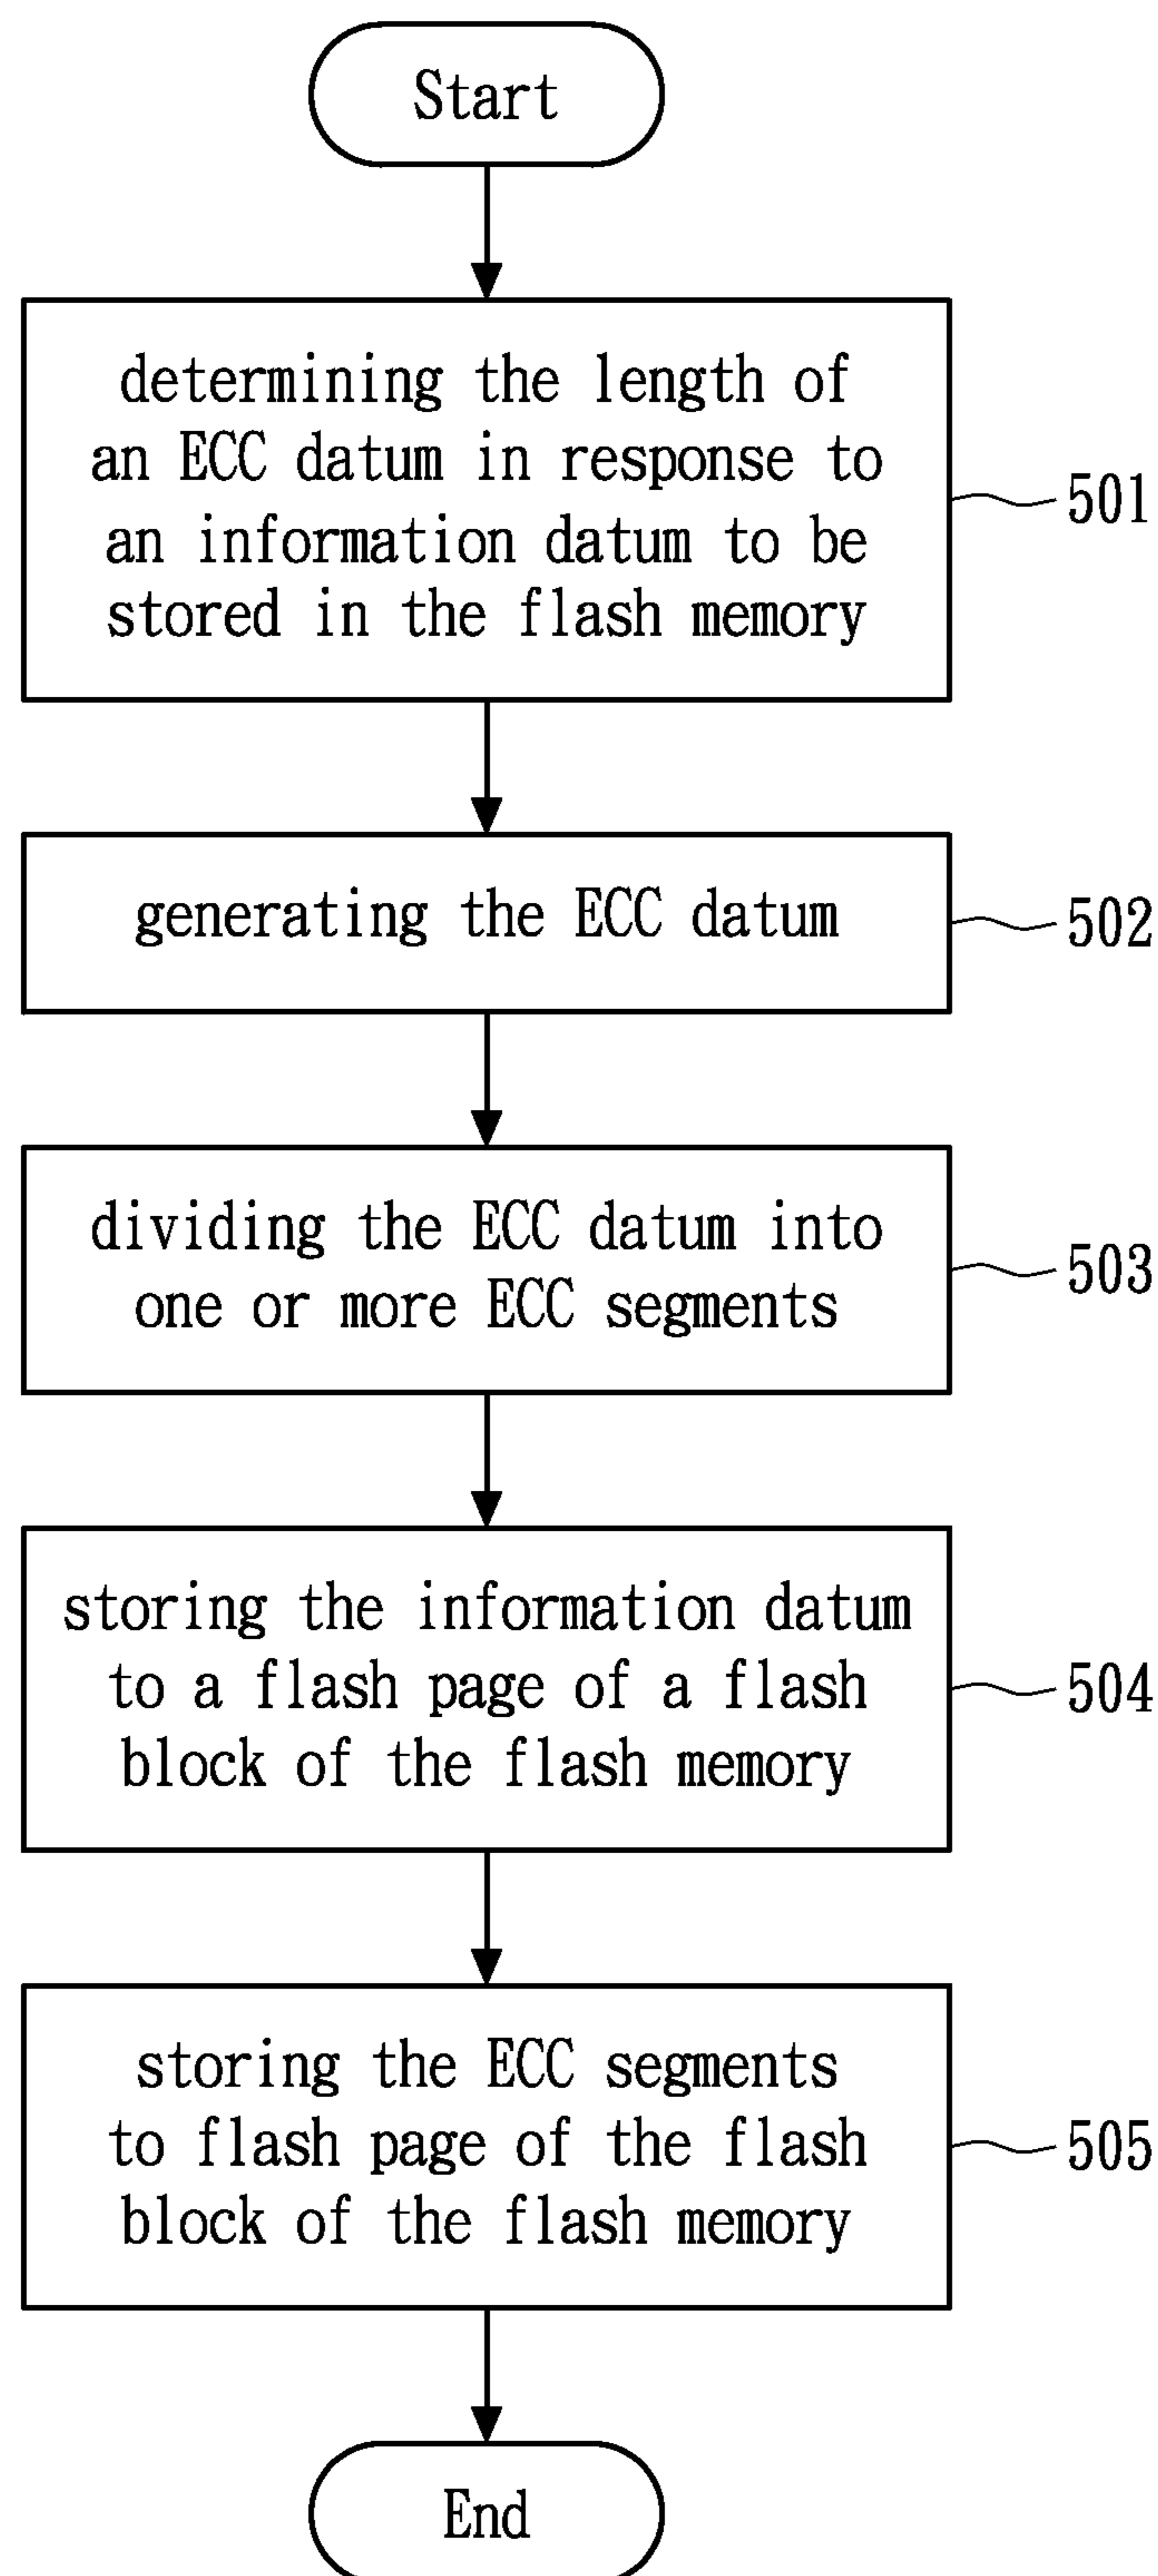 Start
determining the length of
an ECC datum in response to
an information datum to be
stored in the flash memory
501
generating the ECC datum
502
dividing the ECC datum into
one or more ECC segments
503
storing the information datum
to a flash page of a flash
block of the flash memory
504
storing the ECC segments
to flash page of the flash
block of the flash memory
505
End